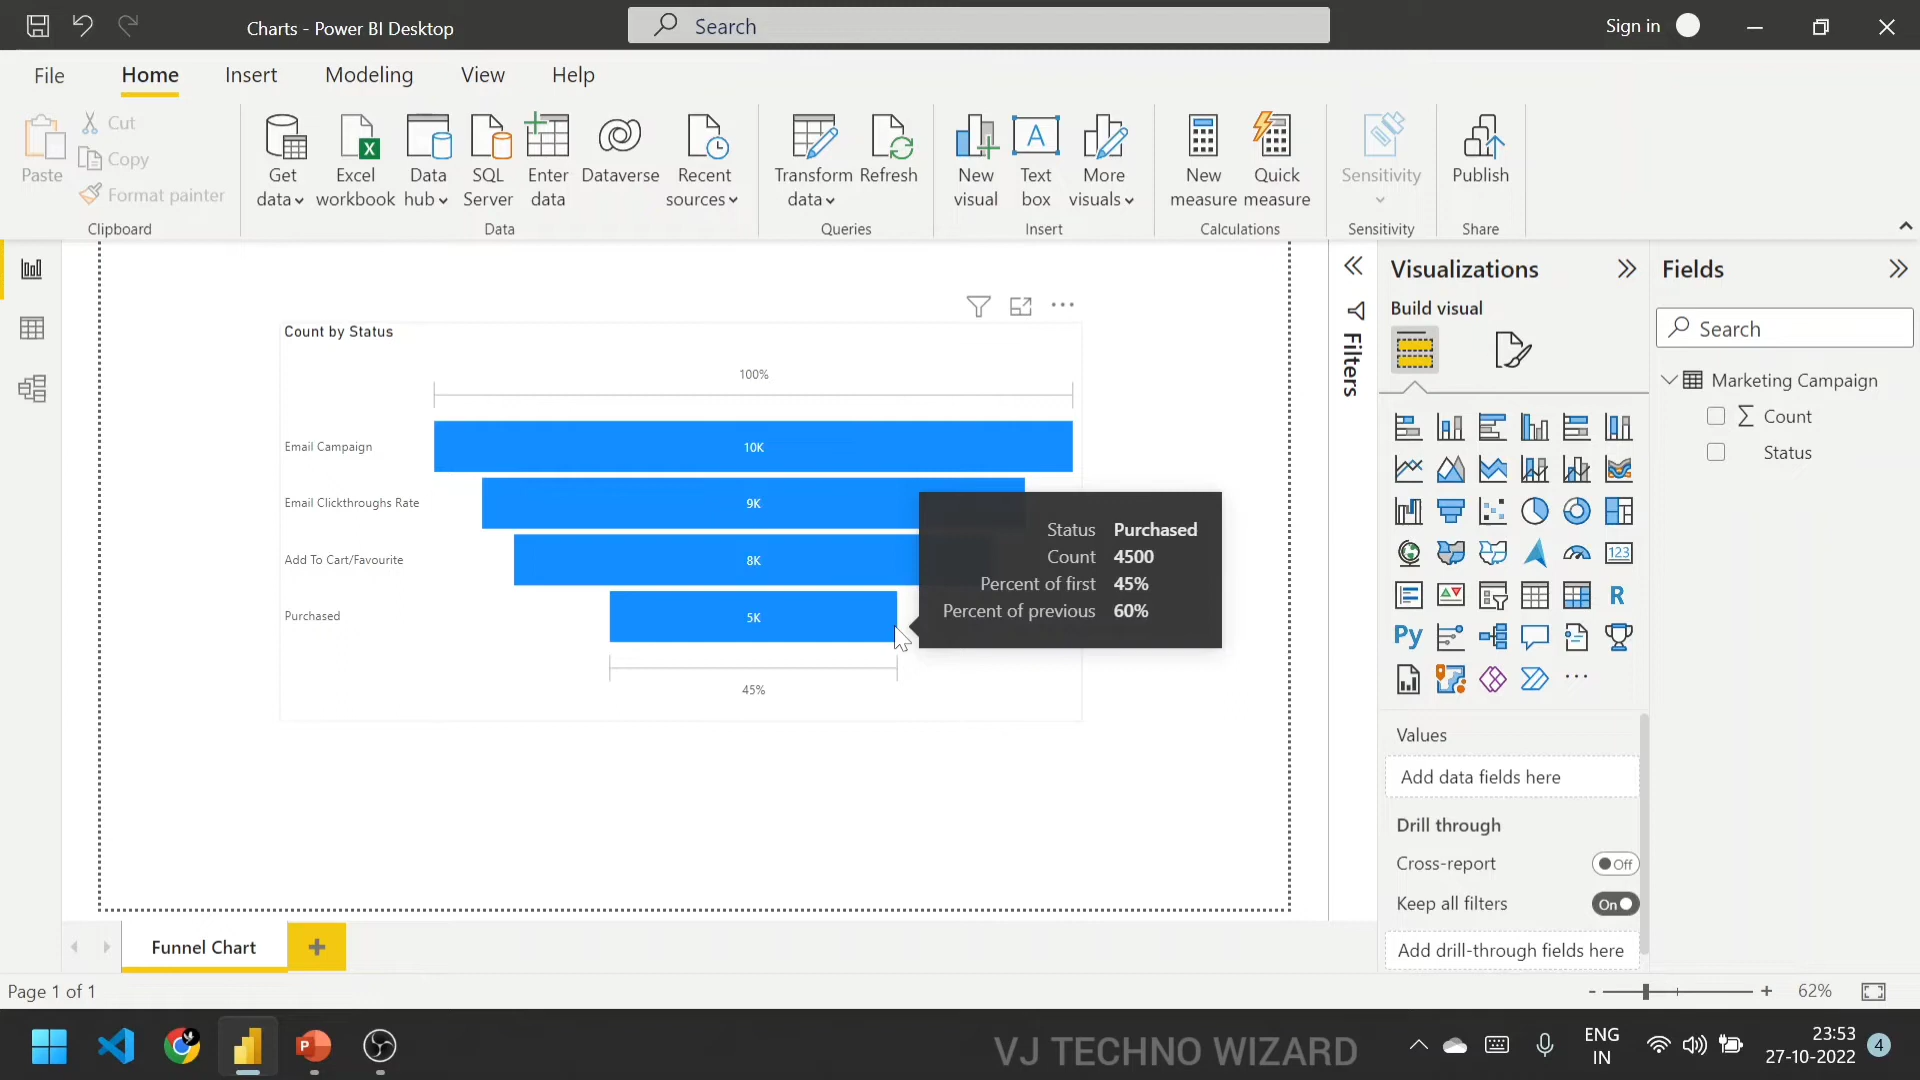 Charts - Power BI Desktop
Search
Sign in
File Home Insert Modeling View Help
Paste
Cut
Copy
Format painter
Clipboard
Get data
Excel workbook
Data hub
SQL Server
Enter data
Dataverse
Recent sources
Data
Transform data
Refresh
Queries
New visual
A
Text box
More visuals
Insert
New measure
Quick measure
Calculations
Sensitivity
Sensitivity
Publish
Share
Count by Status
100%
Email Campaign 10K
Email Clickthroughs Rate 9K
Add To Cart/Favourite 8K
Purchased 5K
45%
Status Purchased
Count 4500
Percent of first 45%
Percent of previous 60%
Filters
Visualizations
Build visual
123
R
Py
Values
Add data fields here
Drill through
Cross-report Off
Keep all filters On
Add drill-through fields here
Fields
Search
Marketing Campaign
Σ Count
Status
Funnel Chart +
Page 1 of 1
- + 62%
VJ TECHNO WIZARD
ENG
IN
23:53
27-10-2022
4